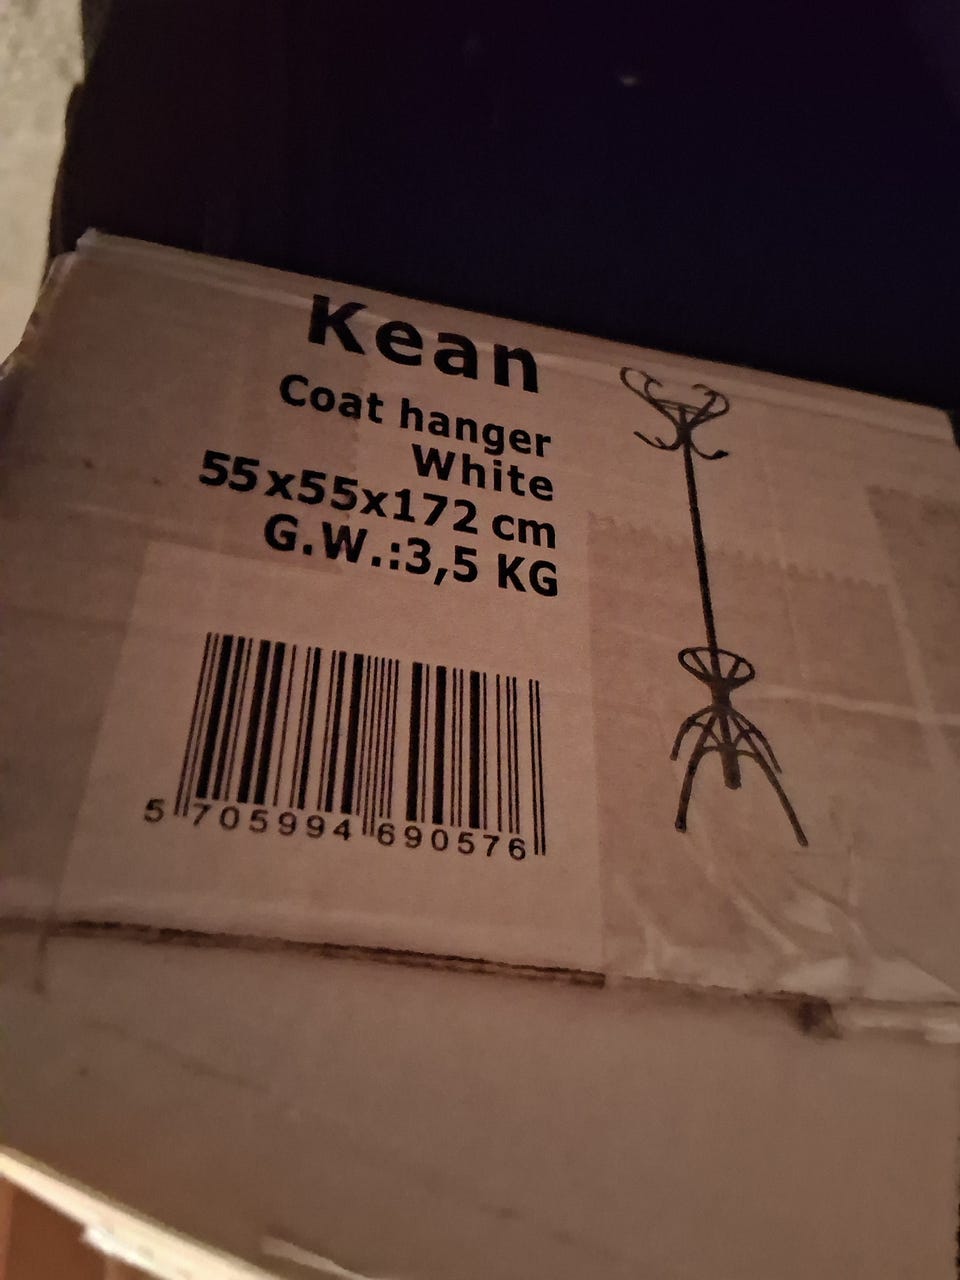 Kean
Coat hanger
White
55x55x172 cm
G.W.:3,5 KG
5 705994 690576